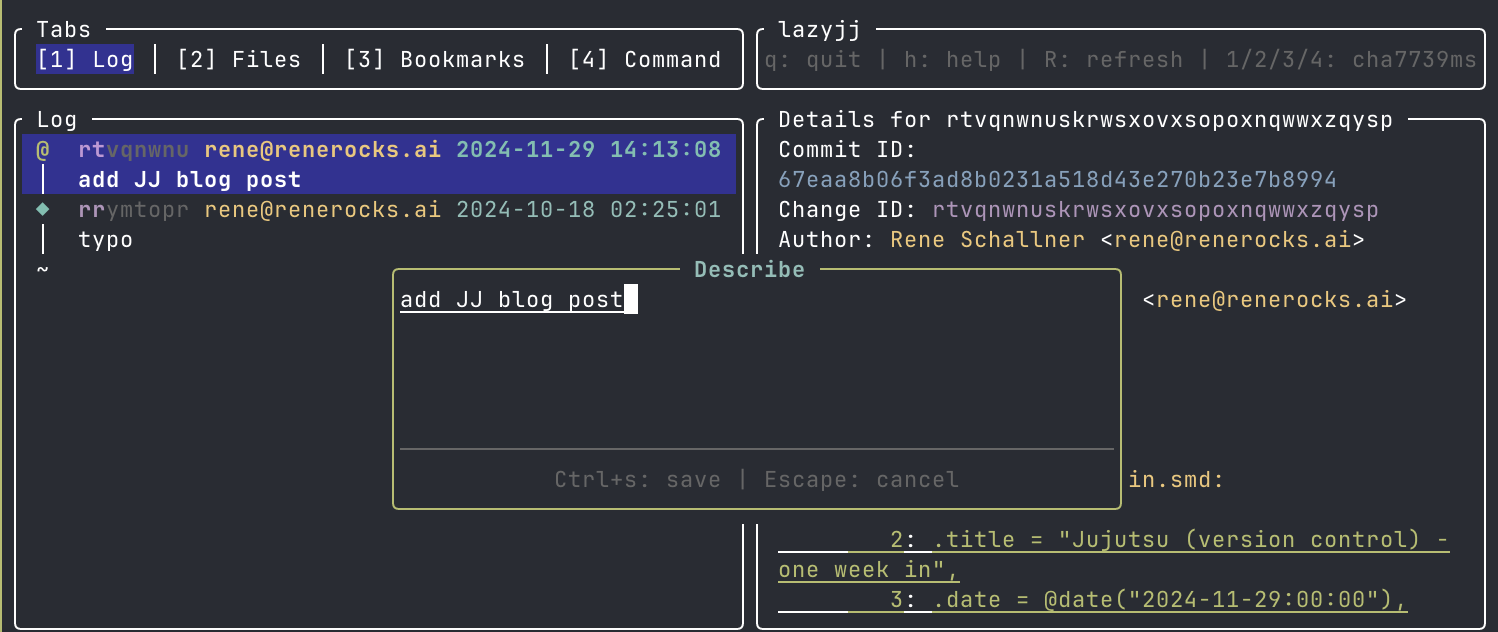 Tabs
[1] Log │ [2] Files │ [3] Bookmarks │ [4] Command
lazyjj
q: quit | h: help | R: refresh | 1/2/3/4: cha7739ms
Log
@ rtvqnwnu rene@renerocks.ai 2024-11-29 14:13:08
│ add JJ blog post
◆ rrymtopr rene@renerocks.ai 2024-10-18 02:25:01
│ typo
~
Details for rtvqnwnuskrwsxovxsopoxnqwwxzqysp
Commit ID:
67eaa8b06f3ad8b0231a518d43e270b23e7b8994
Change ID: rtvqnwnuskrwsxovxsopoxnqwwxzqysp
Author: Rene Schallner <rene@renerocks.ai>
<rene@renerocks.ai>
in.smd:
2: .title = "Jujutsu (version control) -
one week in",
3: .date = @date("2024-11-29:00:00"),
Describe
add JJ blog post
Ctrl+s: save | Escape: cancel